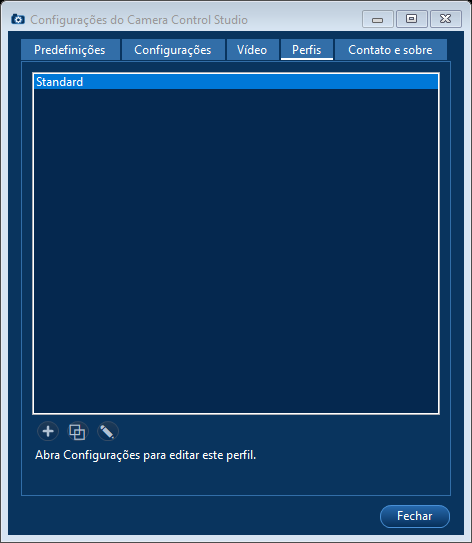 Configurações do Camera Control Studio
Predefinições Configurações Vídeo Perfis Contato e sobre
Standard
Abra Configurações para editar este perfil.
Fechar